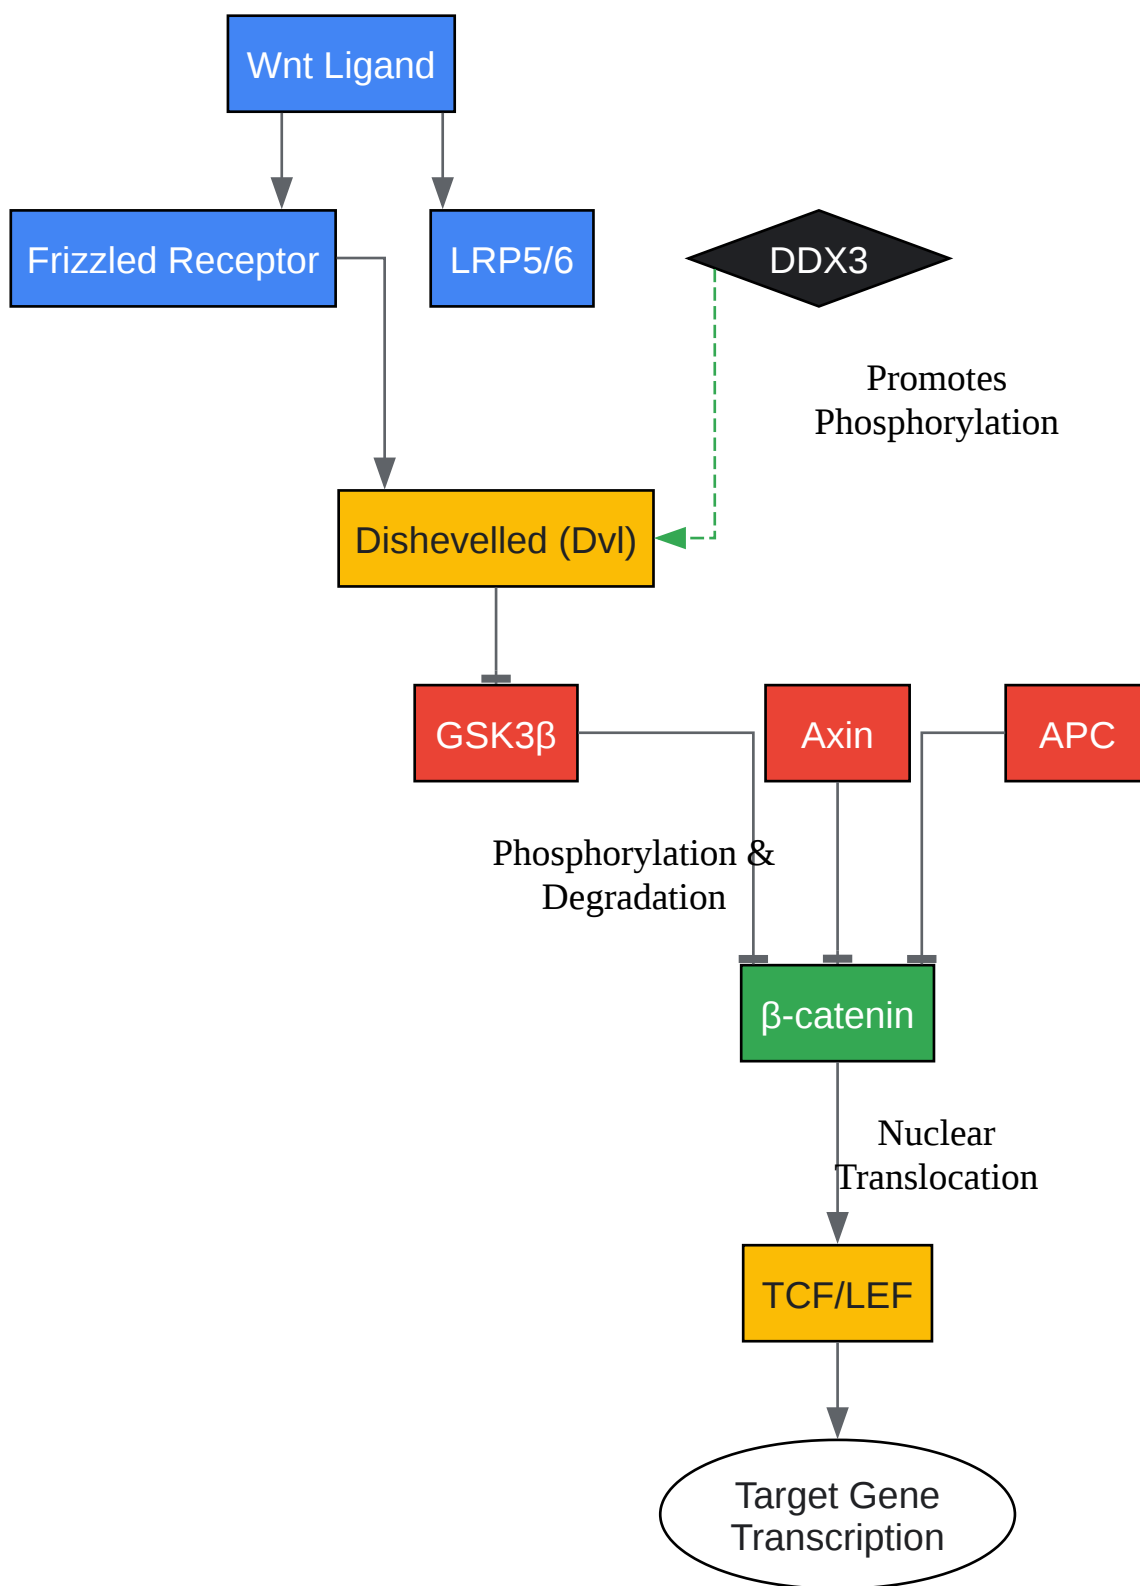 Wnt Ligand
Frizzled Receptor
LRP5/6
DDX3
Promotes
Phosphorylation
Dishevelled (Dvl)
GSK3β
Axin
APC
Phosphorylation &
Degradation
β-catenin
Nuclear
Translocation
TCF/LEF
Target Gene
Transcription